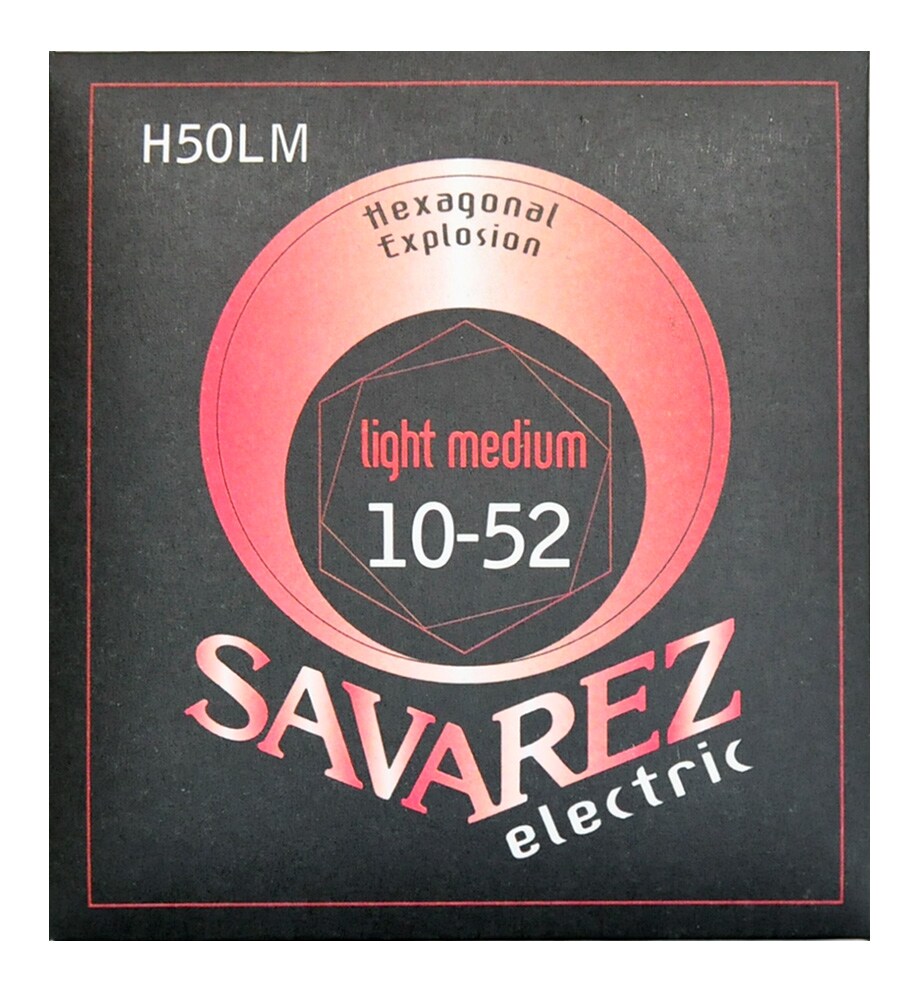 H50LM
Hexagonal
Explosion
light medium
10-52
SAVAREZ
electric